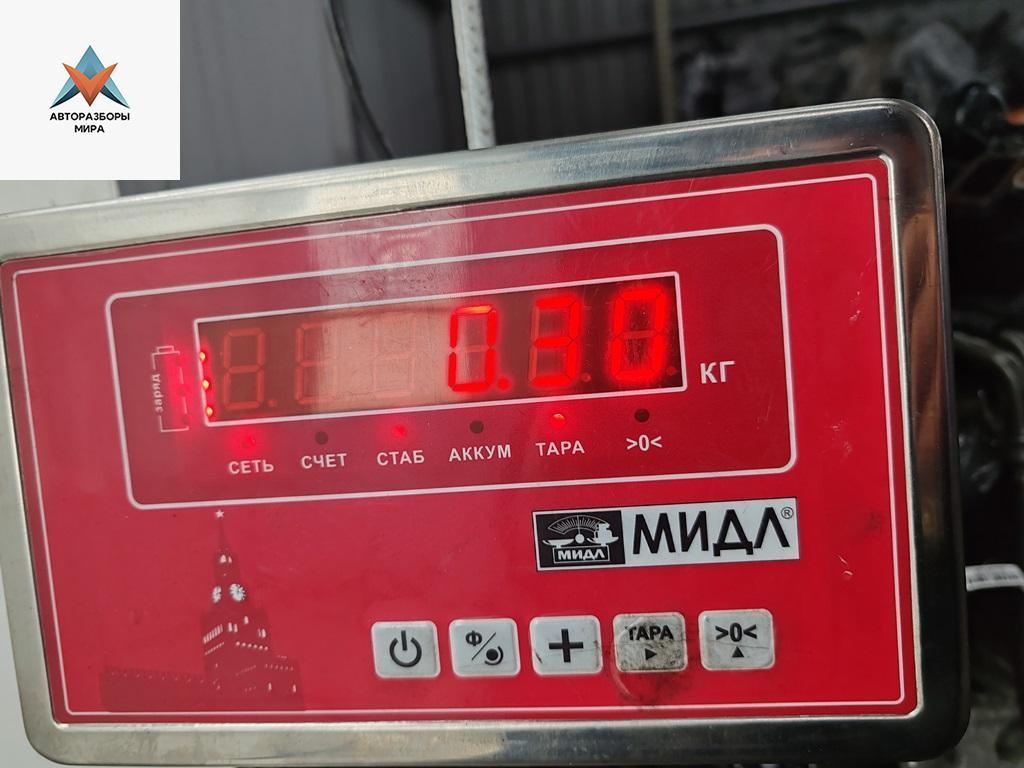 АВТОРАЗБОРЫ
МИРА
заряд
0.30
КГ
СЕТЬ СЧЕТ СТАБ АККУМ ТАРА >0<
МИДЛ МИДЛ®
Ф/ + ТАРА >0<